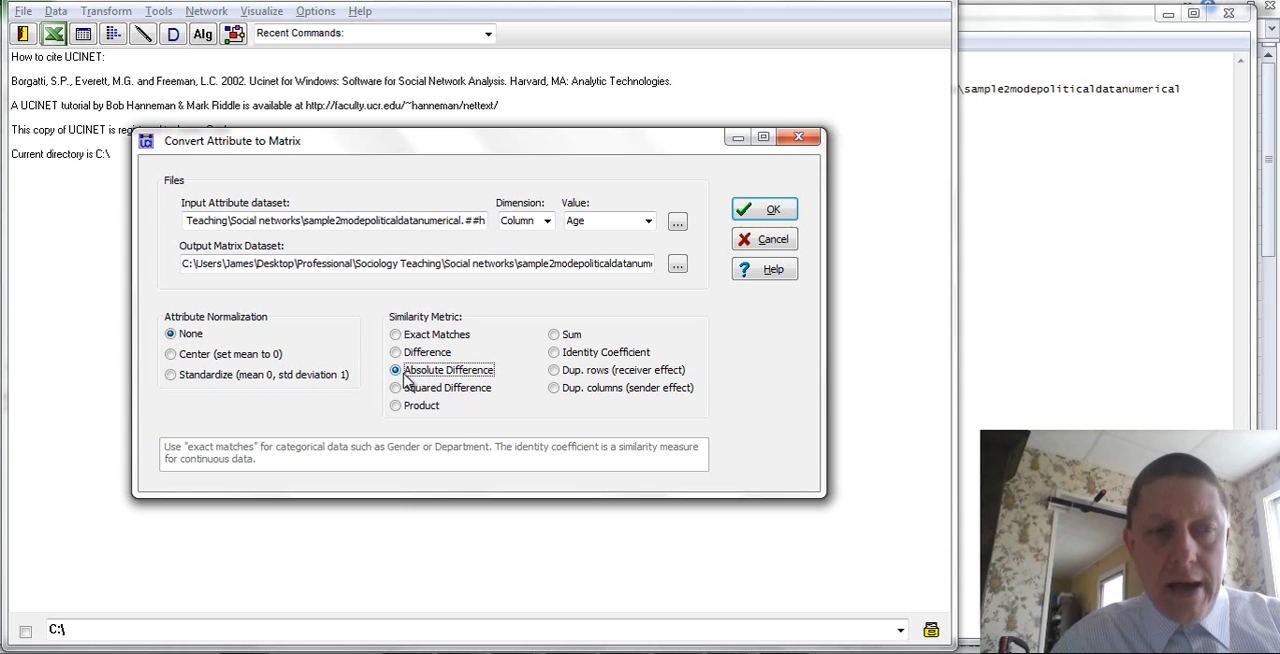 File Data Transform Tools Network Visualize Options Help
D Alg Recent Commands:
How to cite UCINET:
Borgatti, S.P., Everett, M.G. and Freeman, L.C. 2002. Ucinet for Windows: Software for Social Network Analysis. Harvard, MA: Analytic Technologies.
\sample2modepoliticaldatanumerical
A UCINET tutorial by Bob Hanneman & Mark Riddle is available at http://faculty.ucr.edu/~hanneman/nettext/
This copy of UCINET is
Current directory is C:\
Convert Attribute to Matrix
Files
Input Attribute dataset: Dimension: Value:
Teaching\Social networks\sample2modepoliticaldatanumerical.##h Column Age ...
OK
Output Matrix Dataset:
C:\Users\James\Desktop\Professional\Sociology Teaching\Social networks\sample2modepoliticaldatanum ...
Cancel
Help
Attribute Normalization
None
Center (set mean to 0)
Standardize (mean 0, std deviation 1)
Similarity Metric:
Exact Matches
Difference
Absolute Difference
Squared Difference
Product
Sum
Identity Coefficient
Dup. rows (receiver effect)
Dup. columns (sender effect)
Use "exact matches" for categorical data such as Gender or Department. The identity coefficient is a similarity measure
for continuous data.
C:\